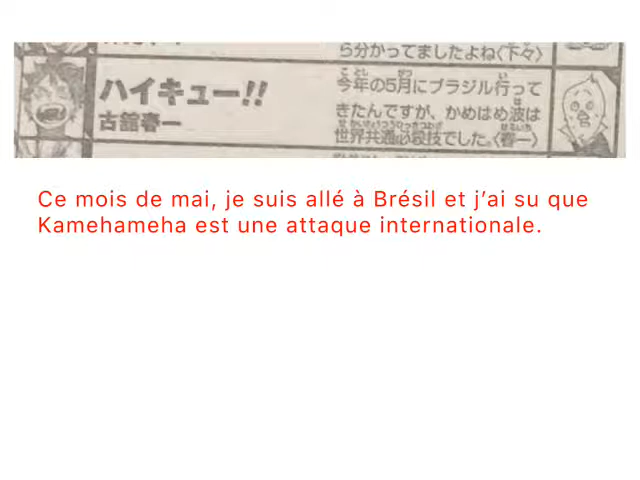 ら分かってましたよね〈下々〉
ハイキュー!!
古舘春一
今年の5月にブラジル行って
きたんですが、かめはめ波は
世界共通必殺技でした。〈春一〉
Ce mois de mai, je suis allé à Brésil et j’ai su que
Kamehameha est une attaque internationale.